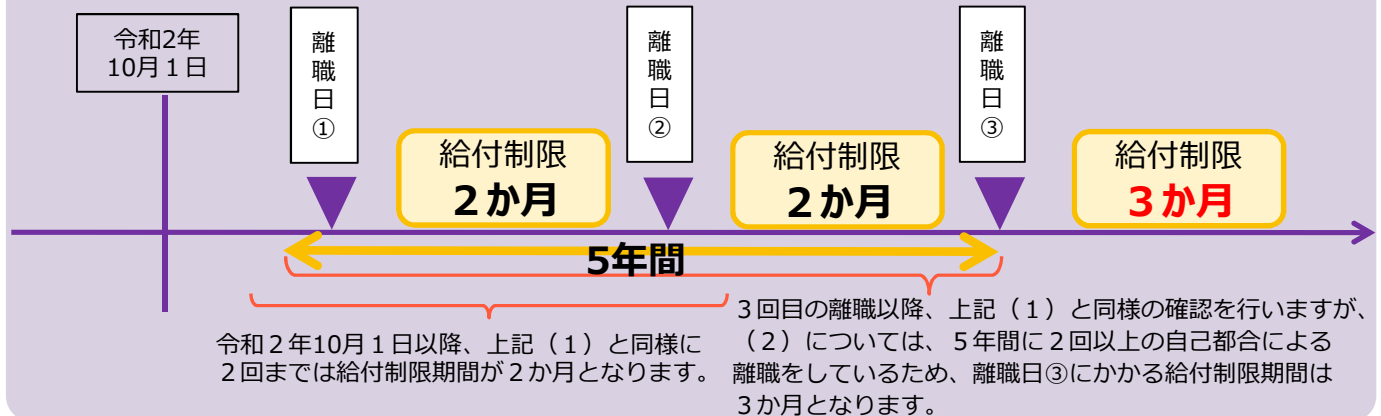 令和2年
10月１日
離職日①
離職日②
離職日③
給付制限
２か月
給付制限
２か月
給付制限
３か月
5年間
令和２年10月１日以降、上記（１）と同様に
２回までは給付制限期間が２か月となります。
３回目の離職以降、上記（１）と同様の確認を行いますが、
（２）については、５年間に２回以上の自己都合による
離職をしているため、離職日③にかかる給付制限期間は
３か月となります。